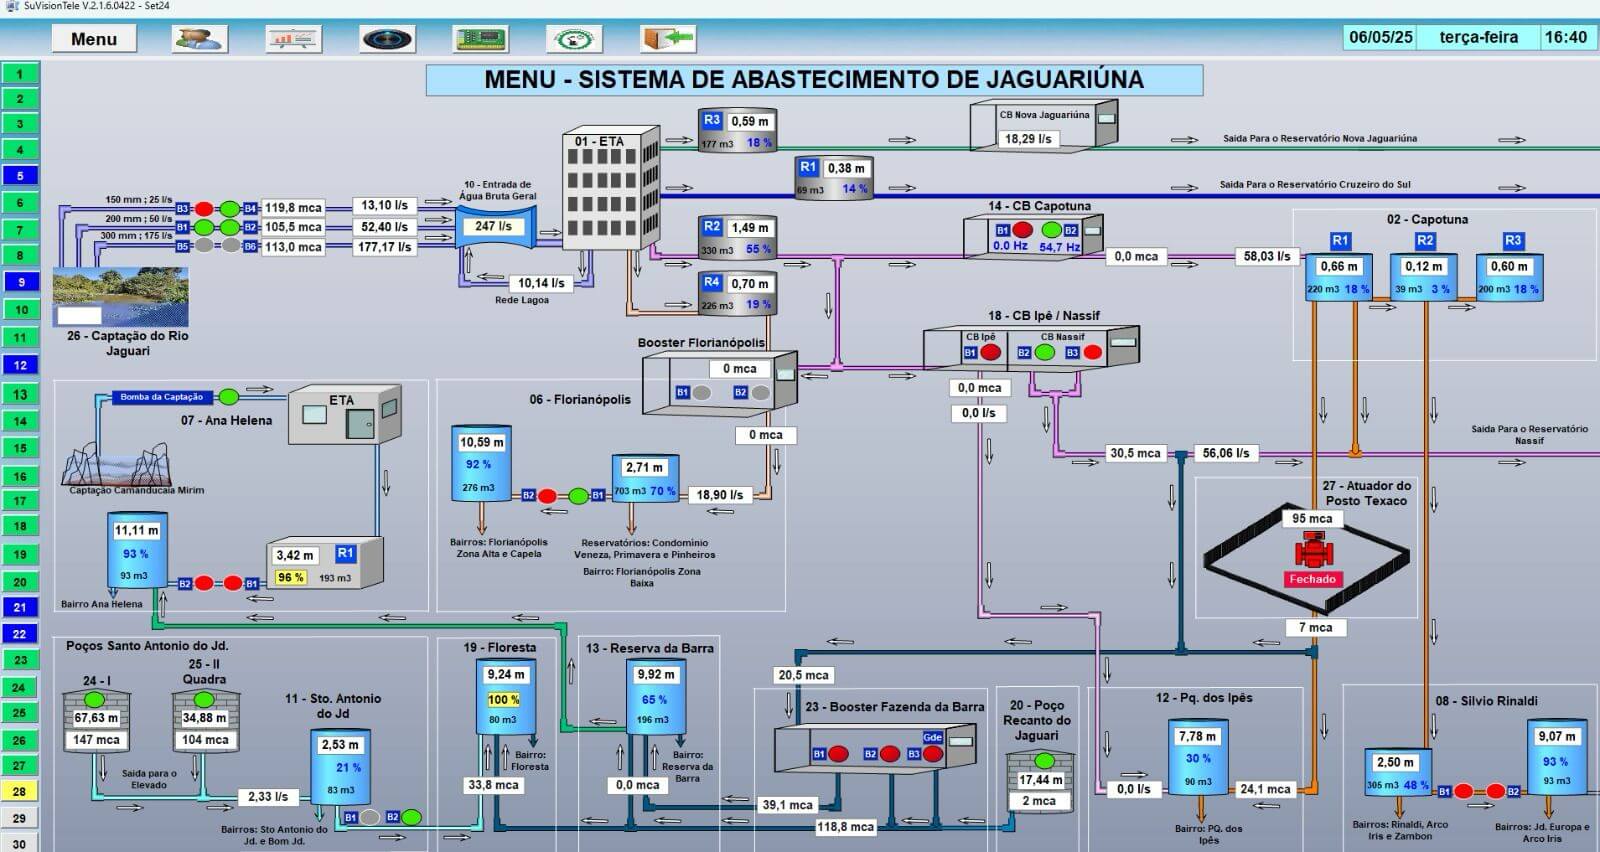 SuVisionTele V.2.1.6.0422 - Set24
Menu
06/05/25 terça-feira 16:40
MENU - SISTEMA DE ABASTECIMENTO DE JAGUARIÚNA
1
2
3
4
5
6
7
8
9
10
11
12
13
14
15
16
17
18
19
20
21
22
23
24
25
26
27
28
29
30
01 - ETA
R3 0,59 m
177 m3 18 %
CB Nova Jaguariúna
18,29 l/s
Saida Para o Reservatório Nova Jaguariúna
R1 0,38 m
69 m3 14 %
Saida Para o Reservatório Cruzeiro do Sul
10 - Entrada de
Água Bruta Geral
247 l/s
150 mm ; 25 l/s
B3 B4 119,8 mca 13,10 l/s
200 mm ; 50 l/s
B1 B2 105,5 mca 52,40 l/s
300 mm ; 175 l/s
B5 B6 113,0 mca 177,17 l/s
10,14 l/s
Rede Lagoa
26 - Captação do Rio
Jaguari
R2 1,49 m
330 m3 55 %
R4 0,70 m
226 m3 19 %
14 - CB Capotuna
B1 B2
0.0 Hz 54,7 Hz
0,0 mca
58,03 l/s
02 - Capotuna
R1 R2 R3
0,66 m 0,12 m 0,60 m
220 m3 18 % 39 m3 3 % 200 m3 18 %
18 - CB Ipê / Nassif
CB Ipê CB Nassif
B1 B2 B3
0,0 mca
0,0 l/s
30,5 mca
56,06 l/s
Saida Para o Reservatório
Nassif
Booster Florianópolis
0 mca
B1 B2
0 mca
06 - Florianópolis
10,59 m
92 %
276 m3
B2 B1
2,71 m
703 m3 70 %
18,90 l/s
Bairros: Florianópolis
Zona Alta e Capela
Reservatórios: Condomínio
Veneza, Primavera e Pinheiros
Bairro: Florianópolis Zona
Baixa
Bomba da Captação
07 - Ana Helena
ETA
Captação Camanducaia Mirim
11,11 m
93 %
93 m3
B2 B1
3,42 m R1
96 % 193 m3
Bairro Ana Helena
27 - Atuador do
Posto Texaco
95 mca
Fechado
7 mca
Poços Santo Antonio do Jd.
24 - I
67,63 m
147 mca
25 - II
Quadra
34,88 m
104 mca
Saida para o
Elevado
2,33 l/s
11 - Sto. Antonio
do Jd
2,53 m
21 %
83 m3
B1 B2
Bairros: Sto Antonio do
Jd. e Bom Jd.
19 - Floresta
9,24 m
100 %
80 m3
Bairro:
Floresta
33,8 mca
13 - Reserva da Barra
9,92 m
65 %
196 m3
Bairro:
Reserva da
Barra
0,0 mca
20,5 mca
23 - Booster Fazenda da Barra
Gde
B1 B2 B3
39,1 mca
118,8 mca
20 - Poço
Recanto do
Jaguari
17,44 m
2 mca
12 - Pq. dos Ipês
7,78 m
30 %
90 m3
0,0 l/s
24,1 mca
Bairro: PQ. dos
Ipês
08 - Silvio Rinaldi
2,50 m
305 m3 48 %
B1 B2
9,07 m
93 %
93 m3
Bairros: Rinaldi, Arco
Iris e Zambon
Bairros: Jd. Europa e
Arco Iris